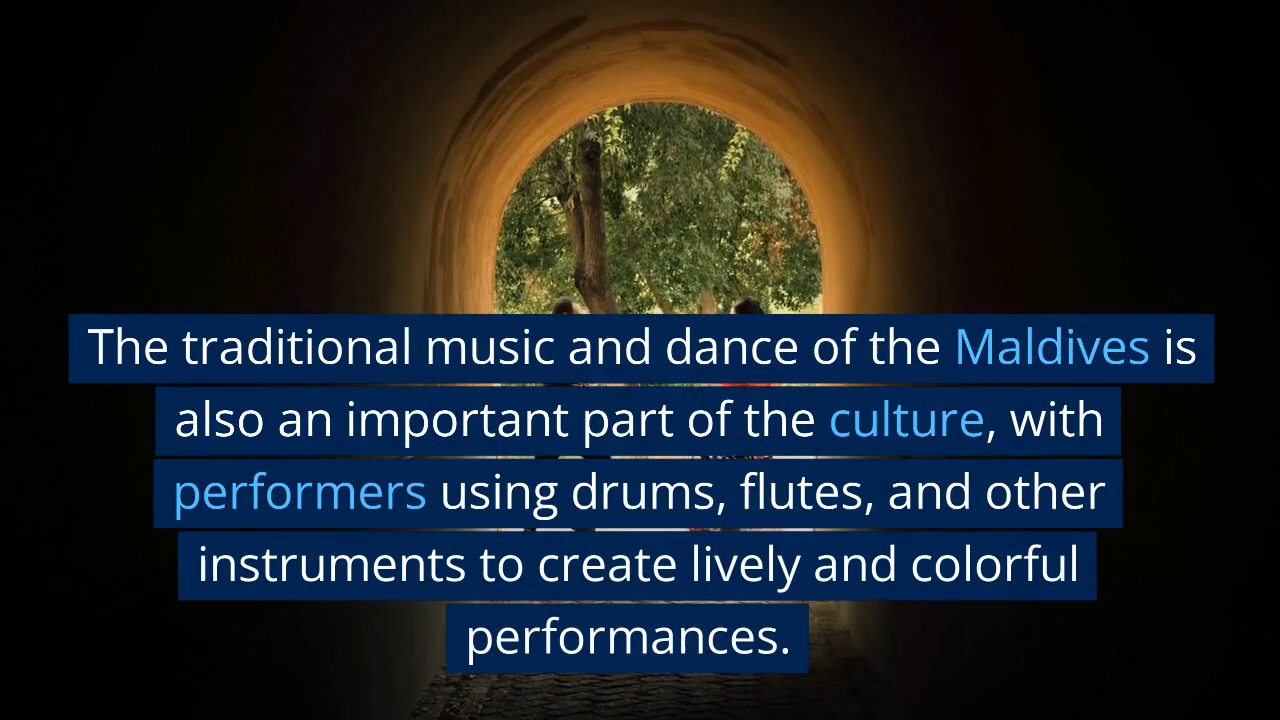 The traditional music and dance of the Maldives is
also an important part of the culture, with
performers using drums, flutes, and other
instruments to create lively and colorful
performances.